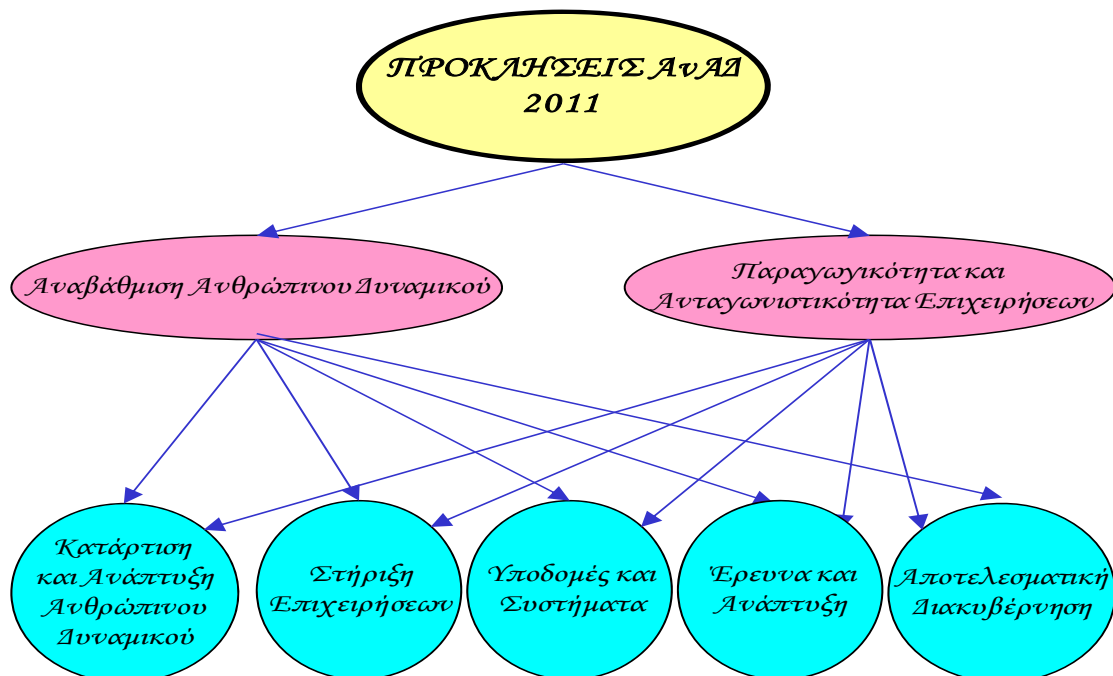 ΠΡΟΚΛΗΣΕΙΣ ΑνΑΔ
2011
Αναβάθμιση Ανθρώπινου Δυναμικού
Παραγωγικότητα και
Ανταγωνιστικότητα Επιχειρήσεων
Κατάρτιση
και Ανάπτυξη
Ανθρώπινου
Δυναμικού
Στήριξη
Επιχειρήσεων
Υποδομές και
Συστήματα
Έρευνα και
Ανάπτυξη
Αποτελεσματική
Διακυβέρνηση